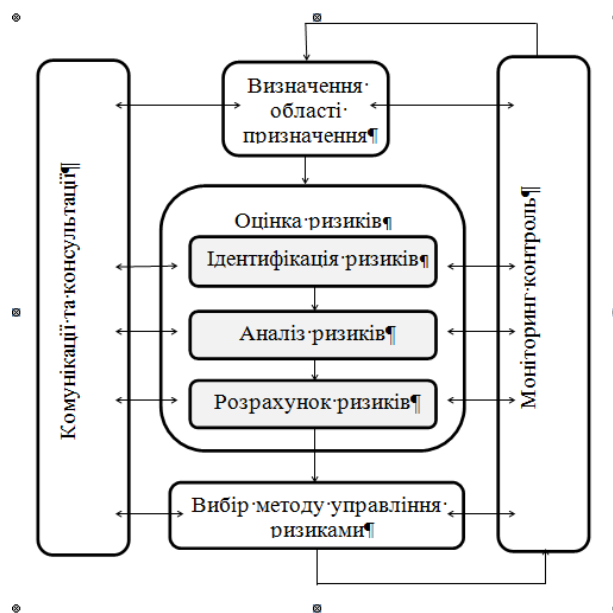 Комунікації та консультації¶
Визначення·
області·
призначення¶
Оцінка·ризиків¶
Ідентифікація·ризиків¶
Аналіз·ризиків¶
Розрахунок·ризиків¶
Вибір·методу·управління·
ризиками¶
Моніторинг·контроль¶